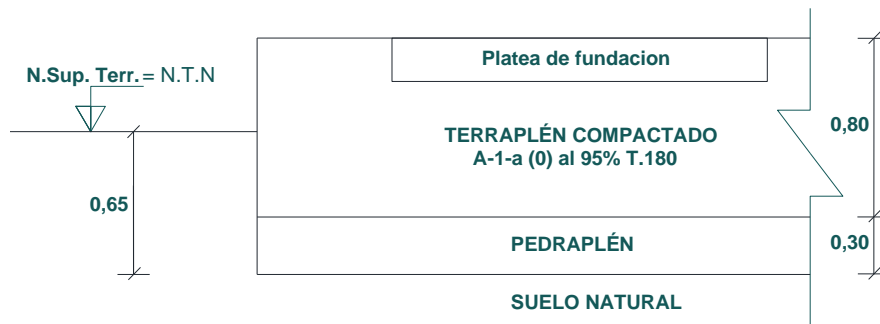 Platea de fundacion
N.Sup. Terr.= N.T.N
TERRAPLÉN COMPACTADO
A-1-a (0) al 95% T.180
0,80
0,65
PEDRAPLÉN
0,30
SUELO NATURAL